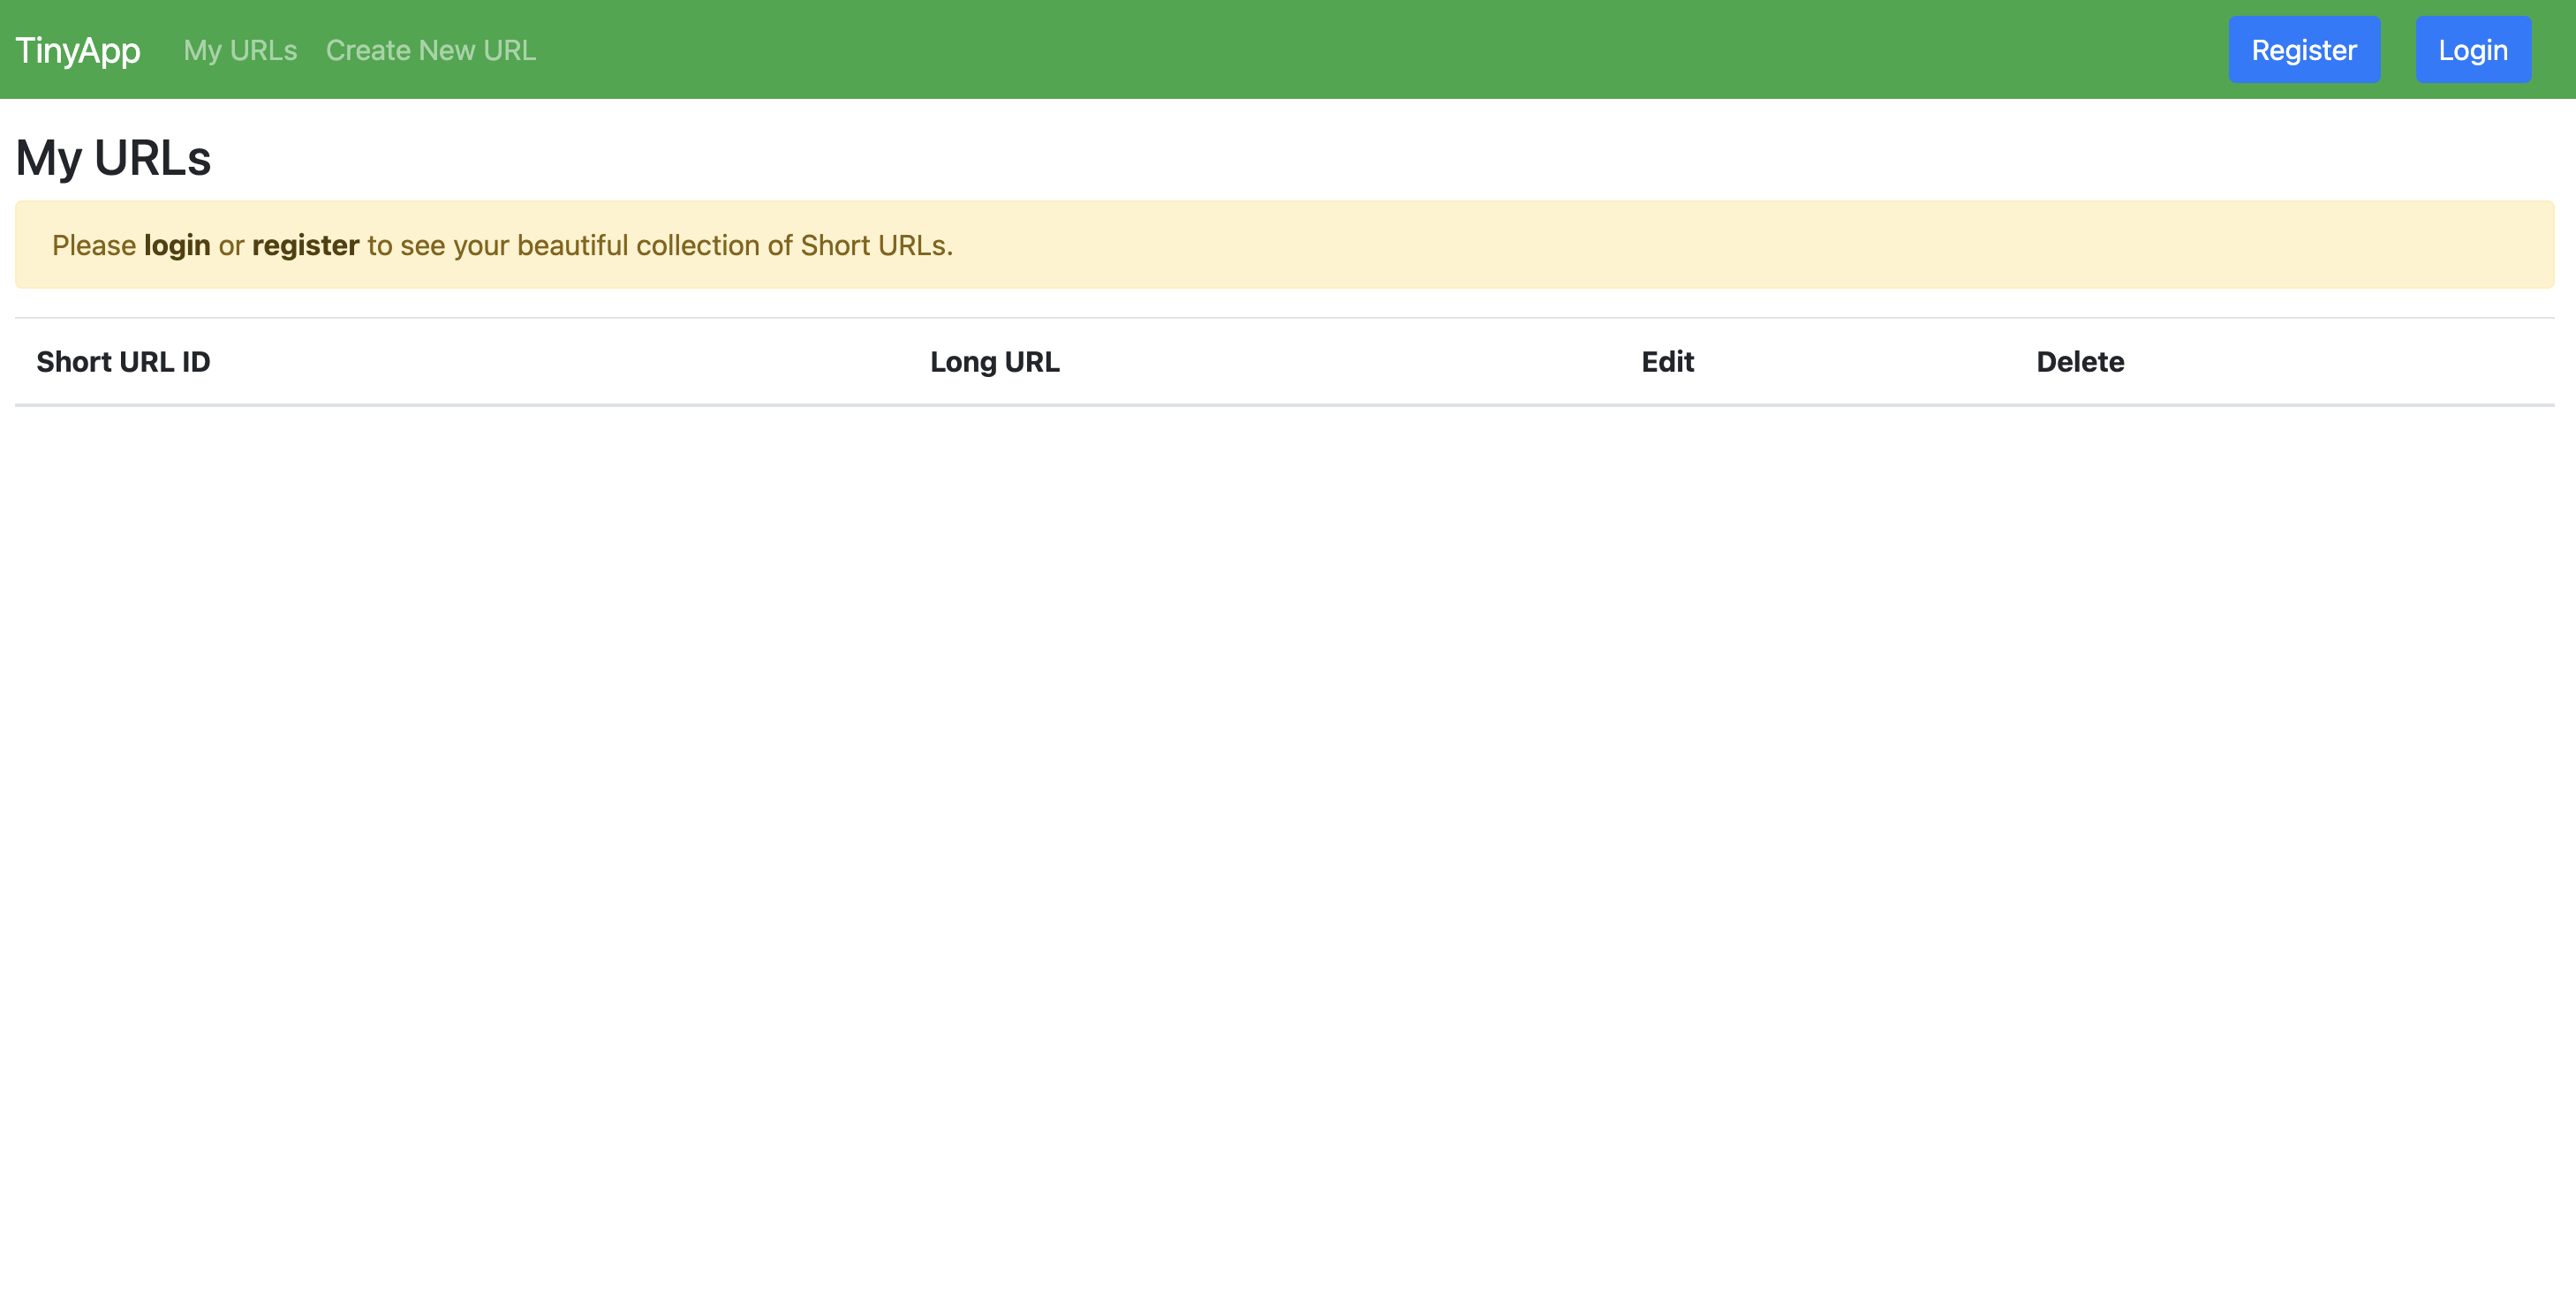 TinyApp My URLs Create New URL Register Login
My URLs
Please login or register to see your beautiful collection of Short URLs.
Short URL ID Long URL Edit Delete